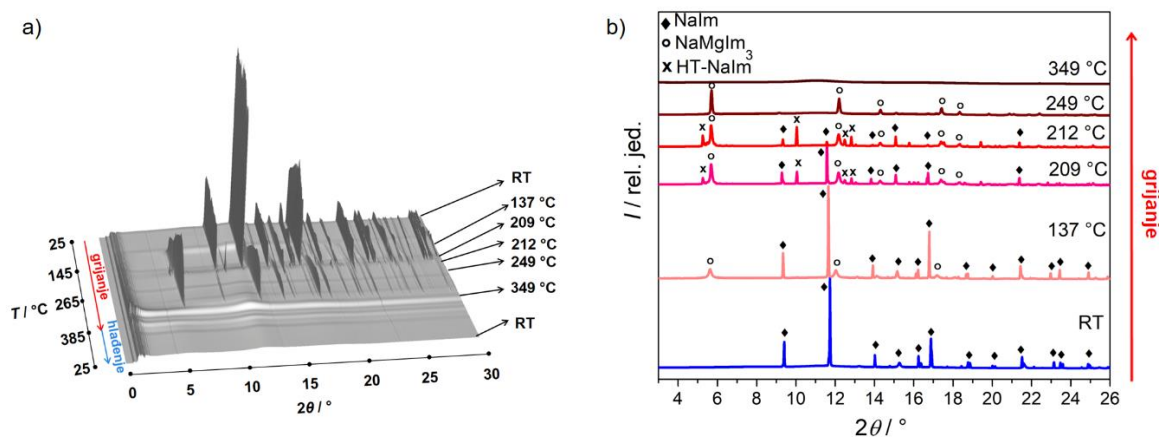 a)
RT
137 °C
209 °C
212 °C
249 °C
349 °C
RT
25
145
265
385
25
T / °C
grijanje
hlađenje
0 5 10 15 20 25 30
2θ / °
b)
♦ NaIm
o NaMgIm3
x HT-NaIm
349 °C
249 °C
212 °C
209 °C
137 °C
RT
I / rel. jed.
4 6 8 10 12 14 16 18 20 22 24 26
2θ / °
grijanje